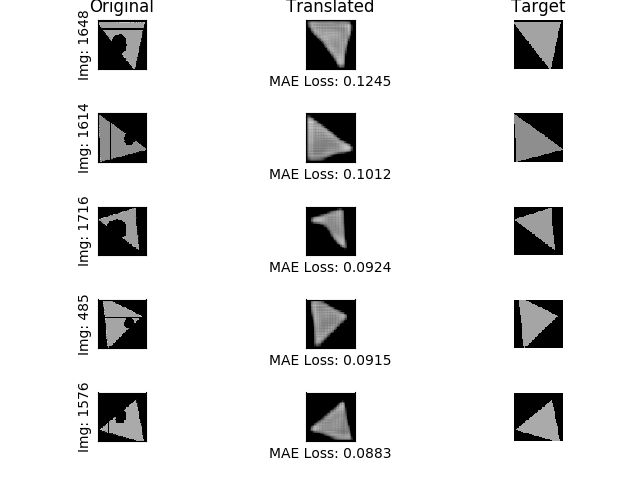 Original Translated Target
Img: 1648
MAE Loss: 0.1245
Img: 1614
MAE Loss: 0.1012
Img: 1716
MAE Loss: 0.0924
Img: 485
MAE Loss: 0.0915
Img: 1576
MAE Loss: 0.0883